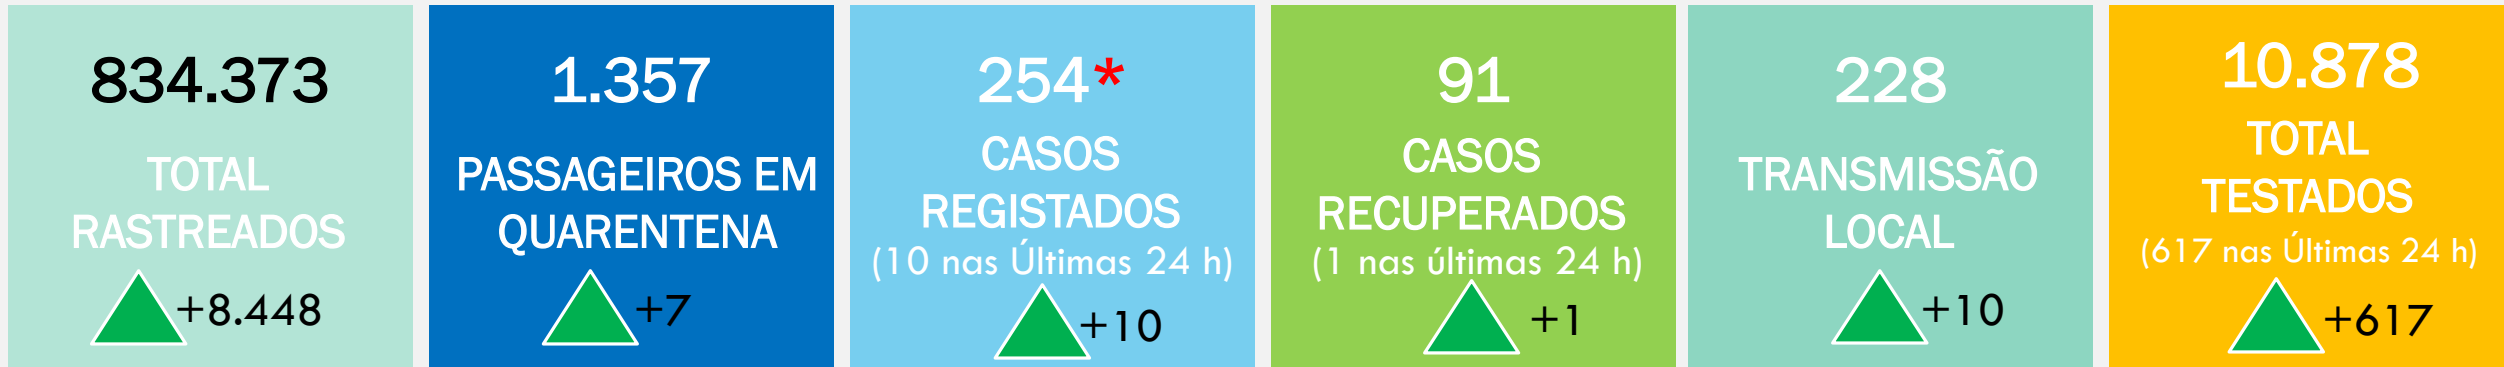 834.373
TOTAL
RASTREADOS
+8.448
1.357
PASSAGEIROS EM
QUARENTENA
+7
254*
CASOS
REGISTADOS
(10 nas Últimas 24 h)
+10
91
CASOS
RECUPERADOS
(1 nas últimas 24 h)
+1
228
TRANSMISSÃO
LOCAL
+10
10.878
TOTAL
TESTADOS
(617 nas Últimas 24 h)
+617